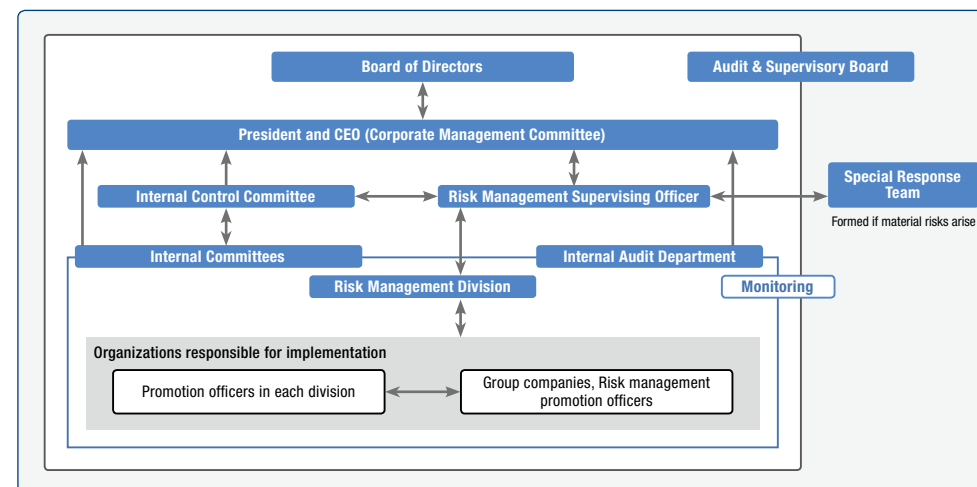 Board of Directors
Audit & Supervisory Board
President and CEO (Corporate Management Committee)
Internal Control Committee
Risk Management Supervising Officer
Special Response
Team
Formed if material risks arise
Internal Committees
Internal Audit Department
Risk Management Division
Monitoring
Organizations responsible for implementation
Promotion officers in each division
Group companies, Risk management
promotion officers